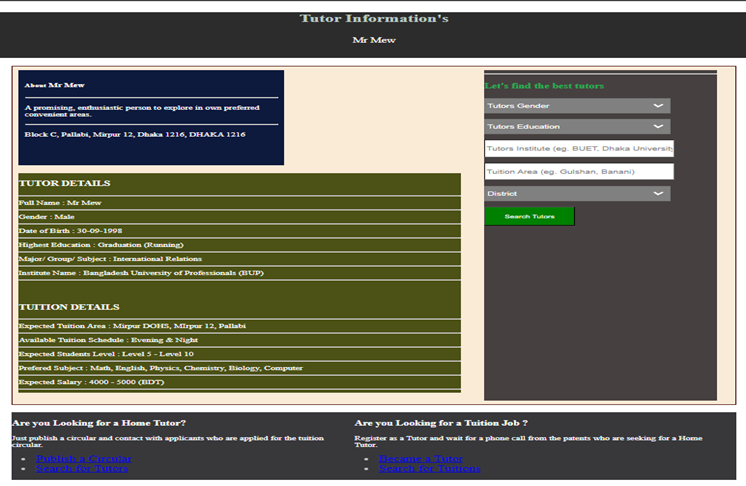 Tutor Information's
Mr Mew
About Mr Mew
A promising, enthustiastic person to explore in own preferred
convenient areas.
Block C, Pallabi, Mirpur 12, Dhaka 1216, DHAKA 1216
TUTOR DETAILS
Full Name : Mr Mew
Gender : Male
Date of Birth : 30-09-1998
Highest Education : Graduation (Running)
Major/ Group/ Subject : International Relations
Institute Name : Bangladesh University of Professionals (BUP)
TUITION DETAILS
Expected Tuition Area : Mirpur DOHS, MIrpur 12, Pallabi
Available Tuition Schedule : Evening & Night
Expected Students Level : Level 5 - Level 10
Prefered Subject : Math, English, Physics, Chemistry, Biology, Computer
Expected Salary : 4000 - 5000 (BDT)
Let's find the best tutors
Tutors Gender
Tutors Education
Tutors Institute (eg. BUET, Dhaka University
Tuition Area (eg. Gulshan, Banani)
District
Search Tutors
Are you Looking for a Home Tutor?
Just publish a circular and contact with applicants who are applied for the tuition
circular.
• Publish a Circular
• Search for Tutors
Are you Looking for a Tuition Job ?
Register as a Tutor and wait for a phone call from the patents who are seeking for a Home
Tutor.
• Became a Tutor
• Search for Tuitions